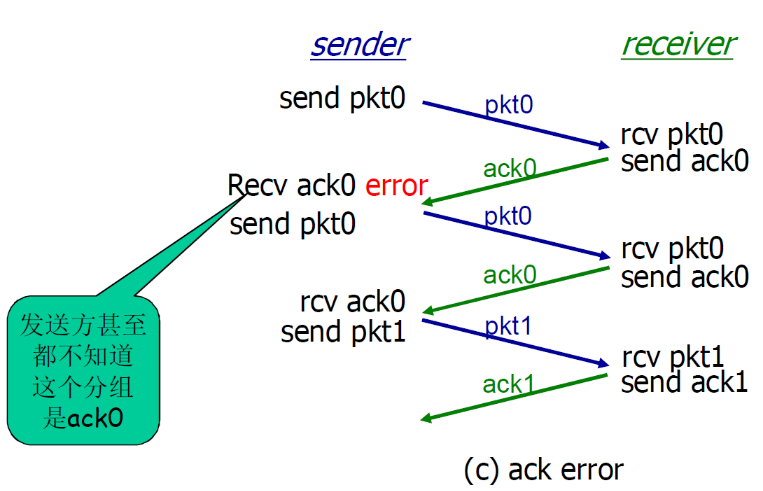 sender
receiver
send pkt0
pkt0
rcv pkt0
send ack0
ack0
Recv ack0 error
send pkt0
pkt0
rcv pkt0
send ack0
ack0
rcv ack0
send pkt1
pkt1
rcv pkt1
send ack1
ack1
发送方甚至
都不知道
这个分组
是ack0
(c) ack error